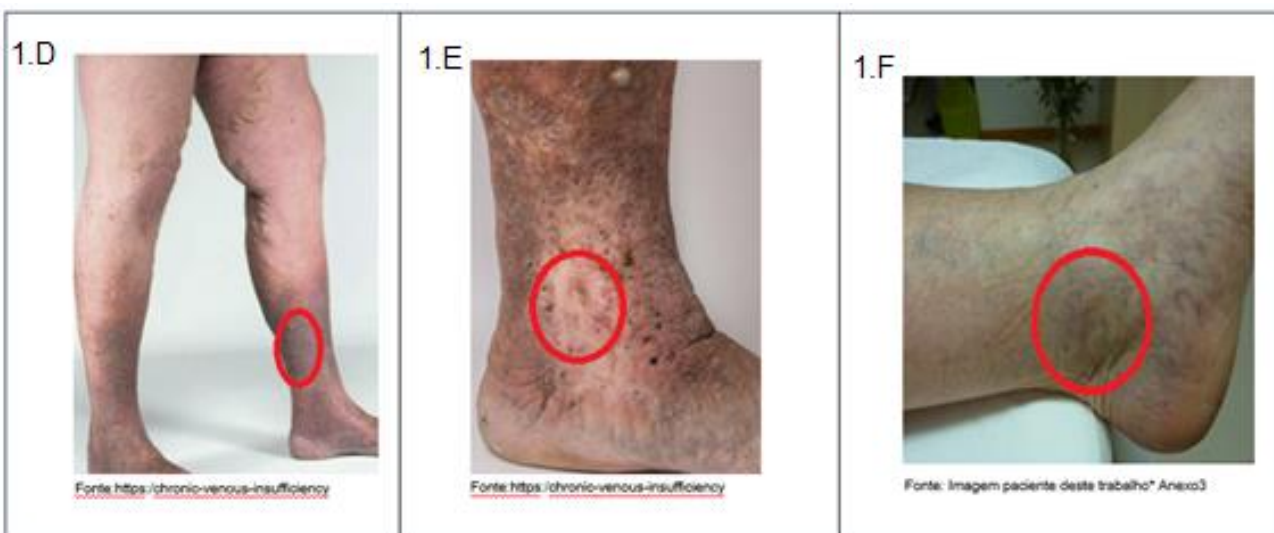 1.D
1.E
1.F
Fonte:https:/chronic-venous-insufficiency
Fonte:https:/chronic-venous-insufficiency
Fonte: Imagem paciente deste trabalho* Anexo3